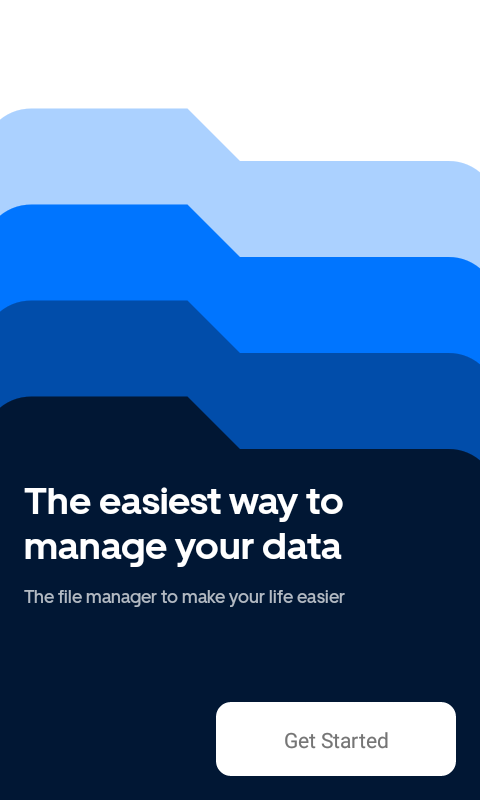 The easiest way to
manage your data
The file manager to make your life easier
Get Started